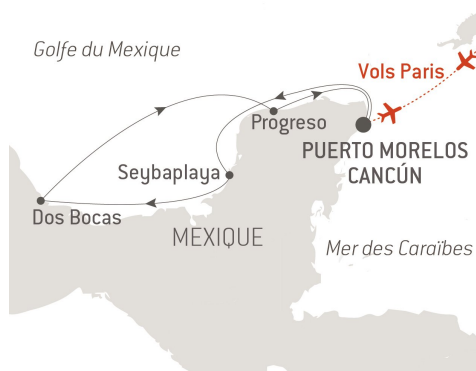 Golfe du Mexique
Vols Paris
Progreso
PUERTO MORELOS
CANCÚN
Seybaplaya
Dos Bocas
MEXIQUE
Mer des Caraïbes